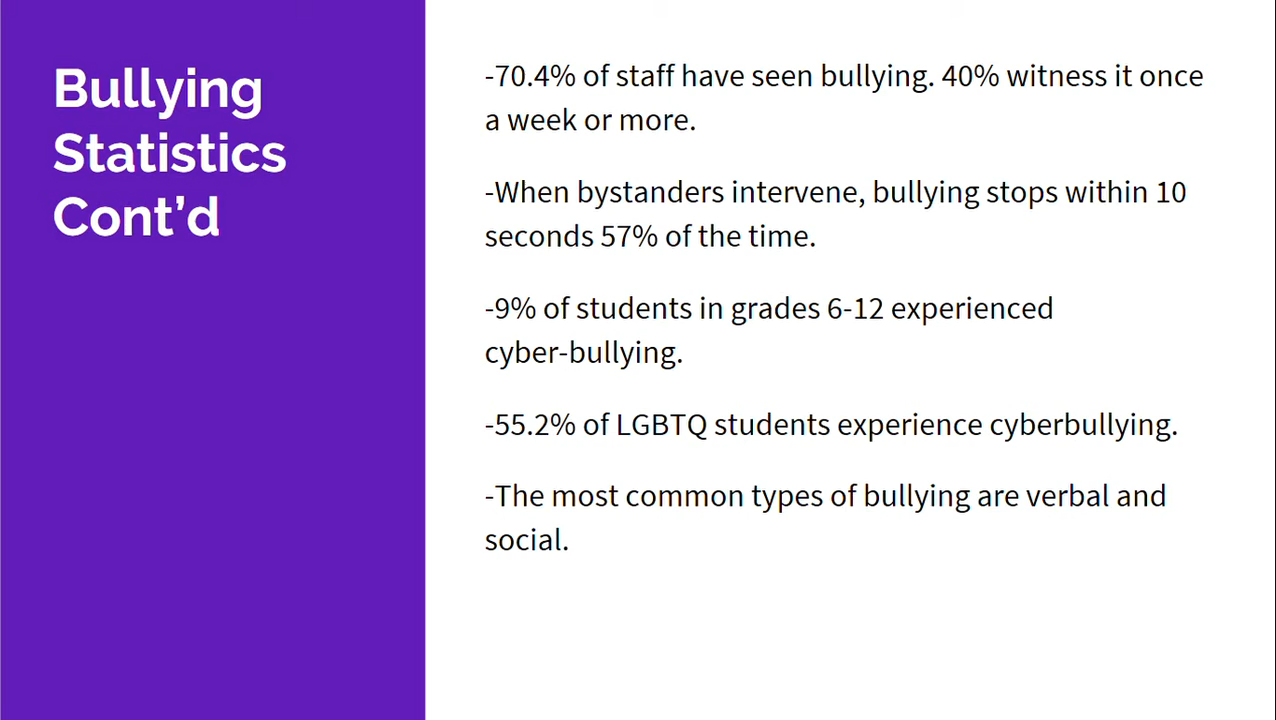 Bullying
Statistics
Cont’d
-70.4% of staff have seen bullying. 40% witness it once
a week or more.
-When bystanders intervene, bullying stops within 10
seconds 57% of the time.
-9% of students in grades 6-12 experienced
cyber-bullying.
-55.2% of LGBTQ students experience cyberbullying.
-The most common types of bullying are verbal and
social.